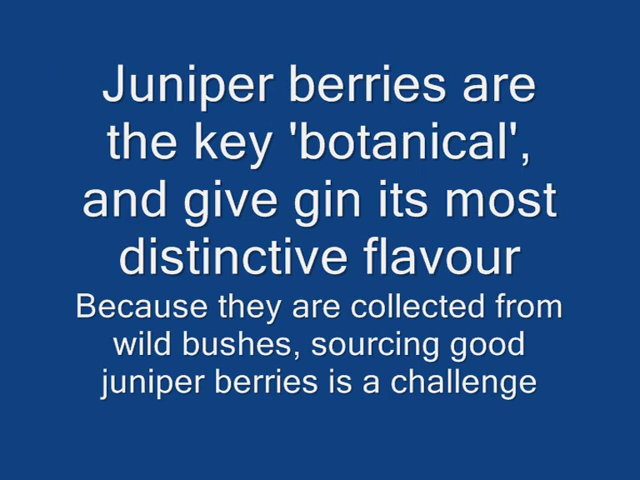 Juniper berries are
the key 'botanical',
and give gin its most
distinctive flavour
Because they are collected from
wild bushes, sourcing good
juniper berries is a challenge